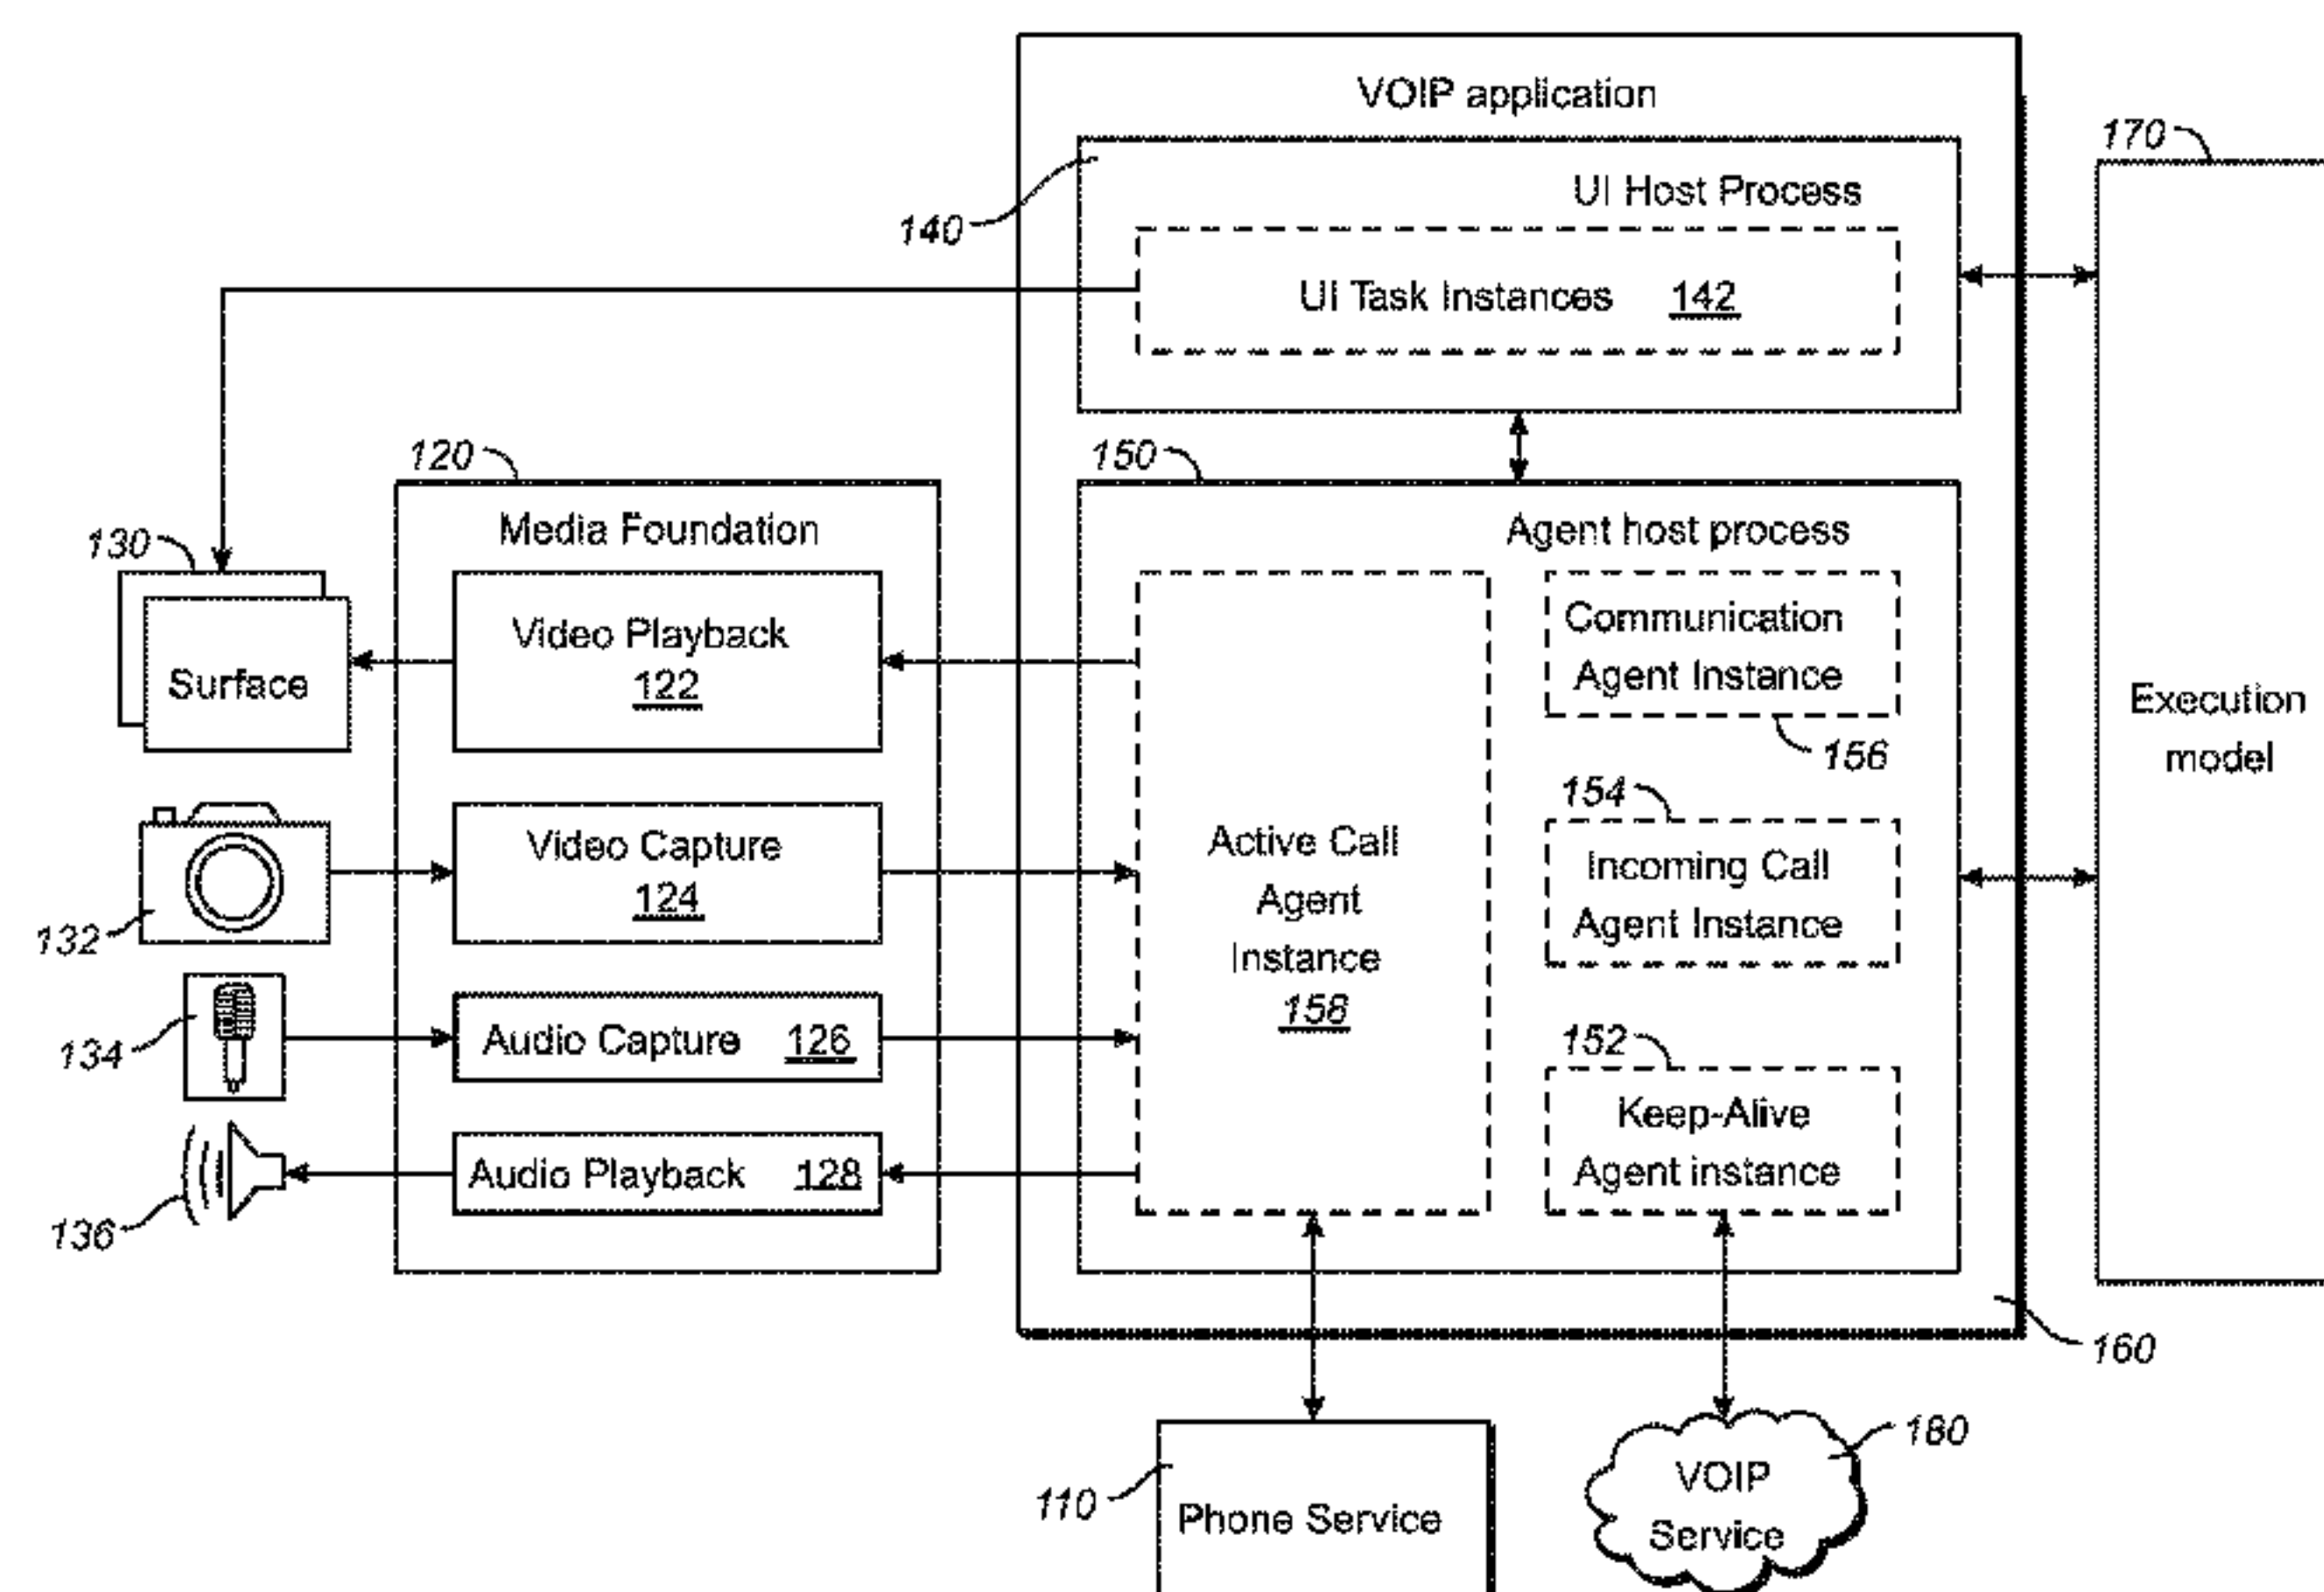 VOIP application
170
UI Host Process
140
UI Task Instances 142
120
150
Media Foundation
Agent host process
130
Surface
Video Playback
122
Communication
Agent Instance
156
Execution
model
132
Video Capture
124
Active Call
Agent
Instance
158
154
Incoming Call
Agent Instance
134
Audio Capture 126
152
Keep-Alive
Agent instance
136
Audio Playback 128
160
110
Phone Service
180
VOIP
Service